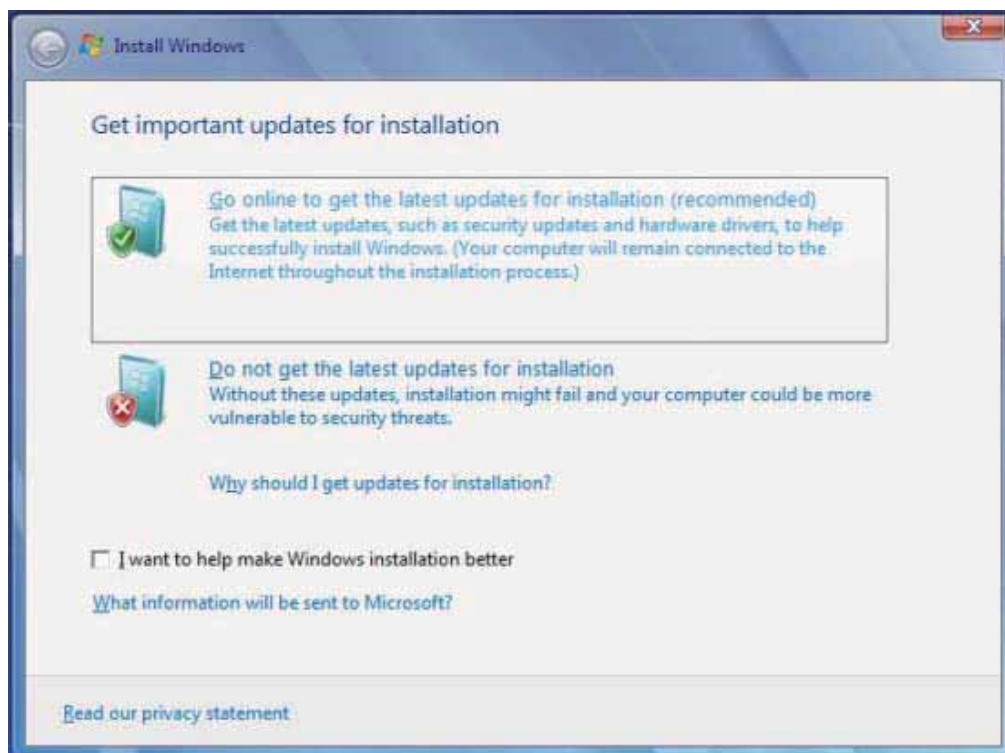 Install Windows
Get important updates for installation
Go online to get the latest updates for installation (recommended)
Get the latest updates, such as security updates and hardware drivers, to help
successfully install Windows. (Your computer will remain connected to the
Internet throughout the installation process.)
Do not get the latest updates for installation
Without these updates, installation might fail and your computer could be more
vulnerable to security threats.
Why should I get updates for installation?
I want to help make Windows installation better
What information will be sent to Microsoft?
Read our privacy statement